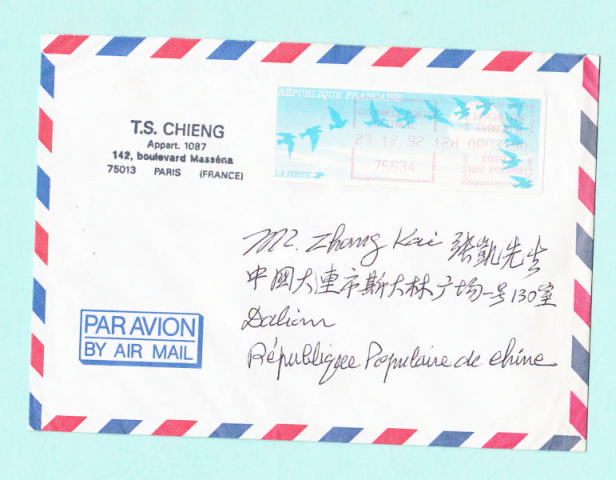 T.S. CHIENG
Appart. 1087
142, boulevard Masséna
75013 PARIS (FRANCE)
RÉPUBLIQUE FRANÇAISE
23 12 92 12H
75634
LA POSTE
PAR AVION
BY AIR MAIL
Mr. Zhang Kai 張凱先生
中國大連市斯大林广场一号130室
Dalian
République Populaire de Chine